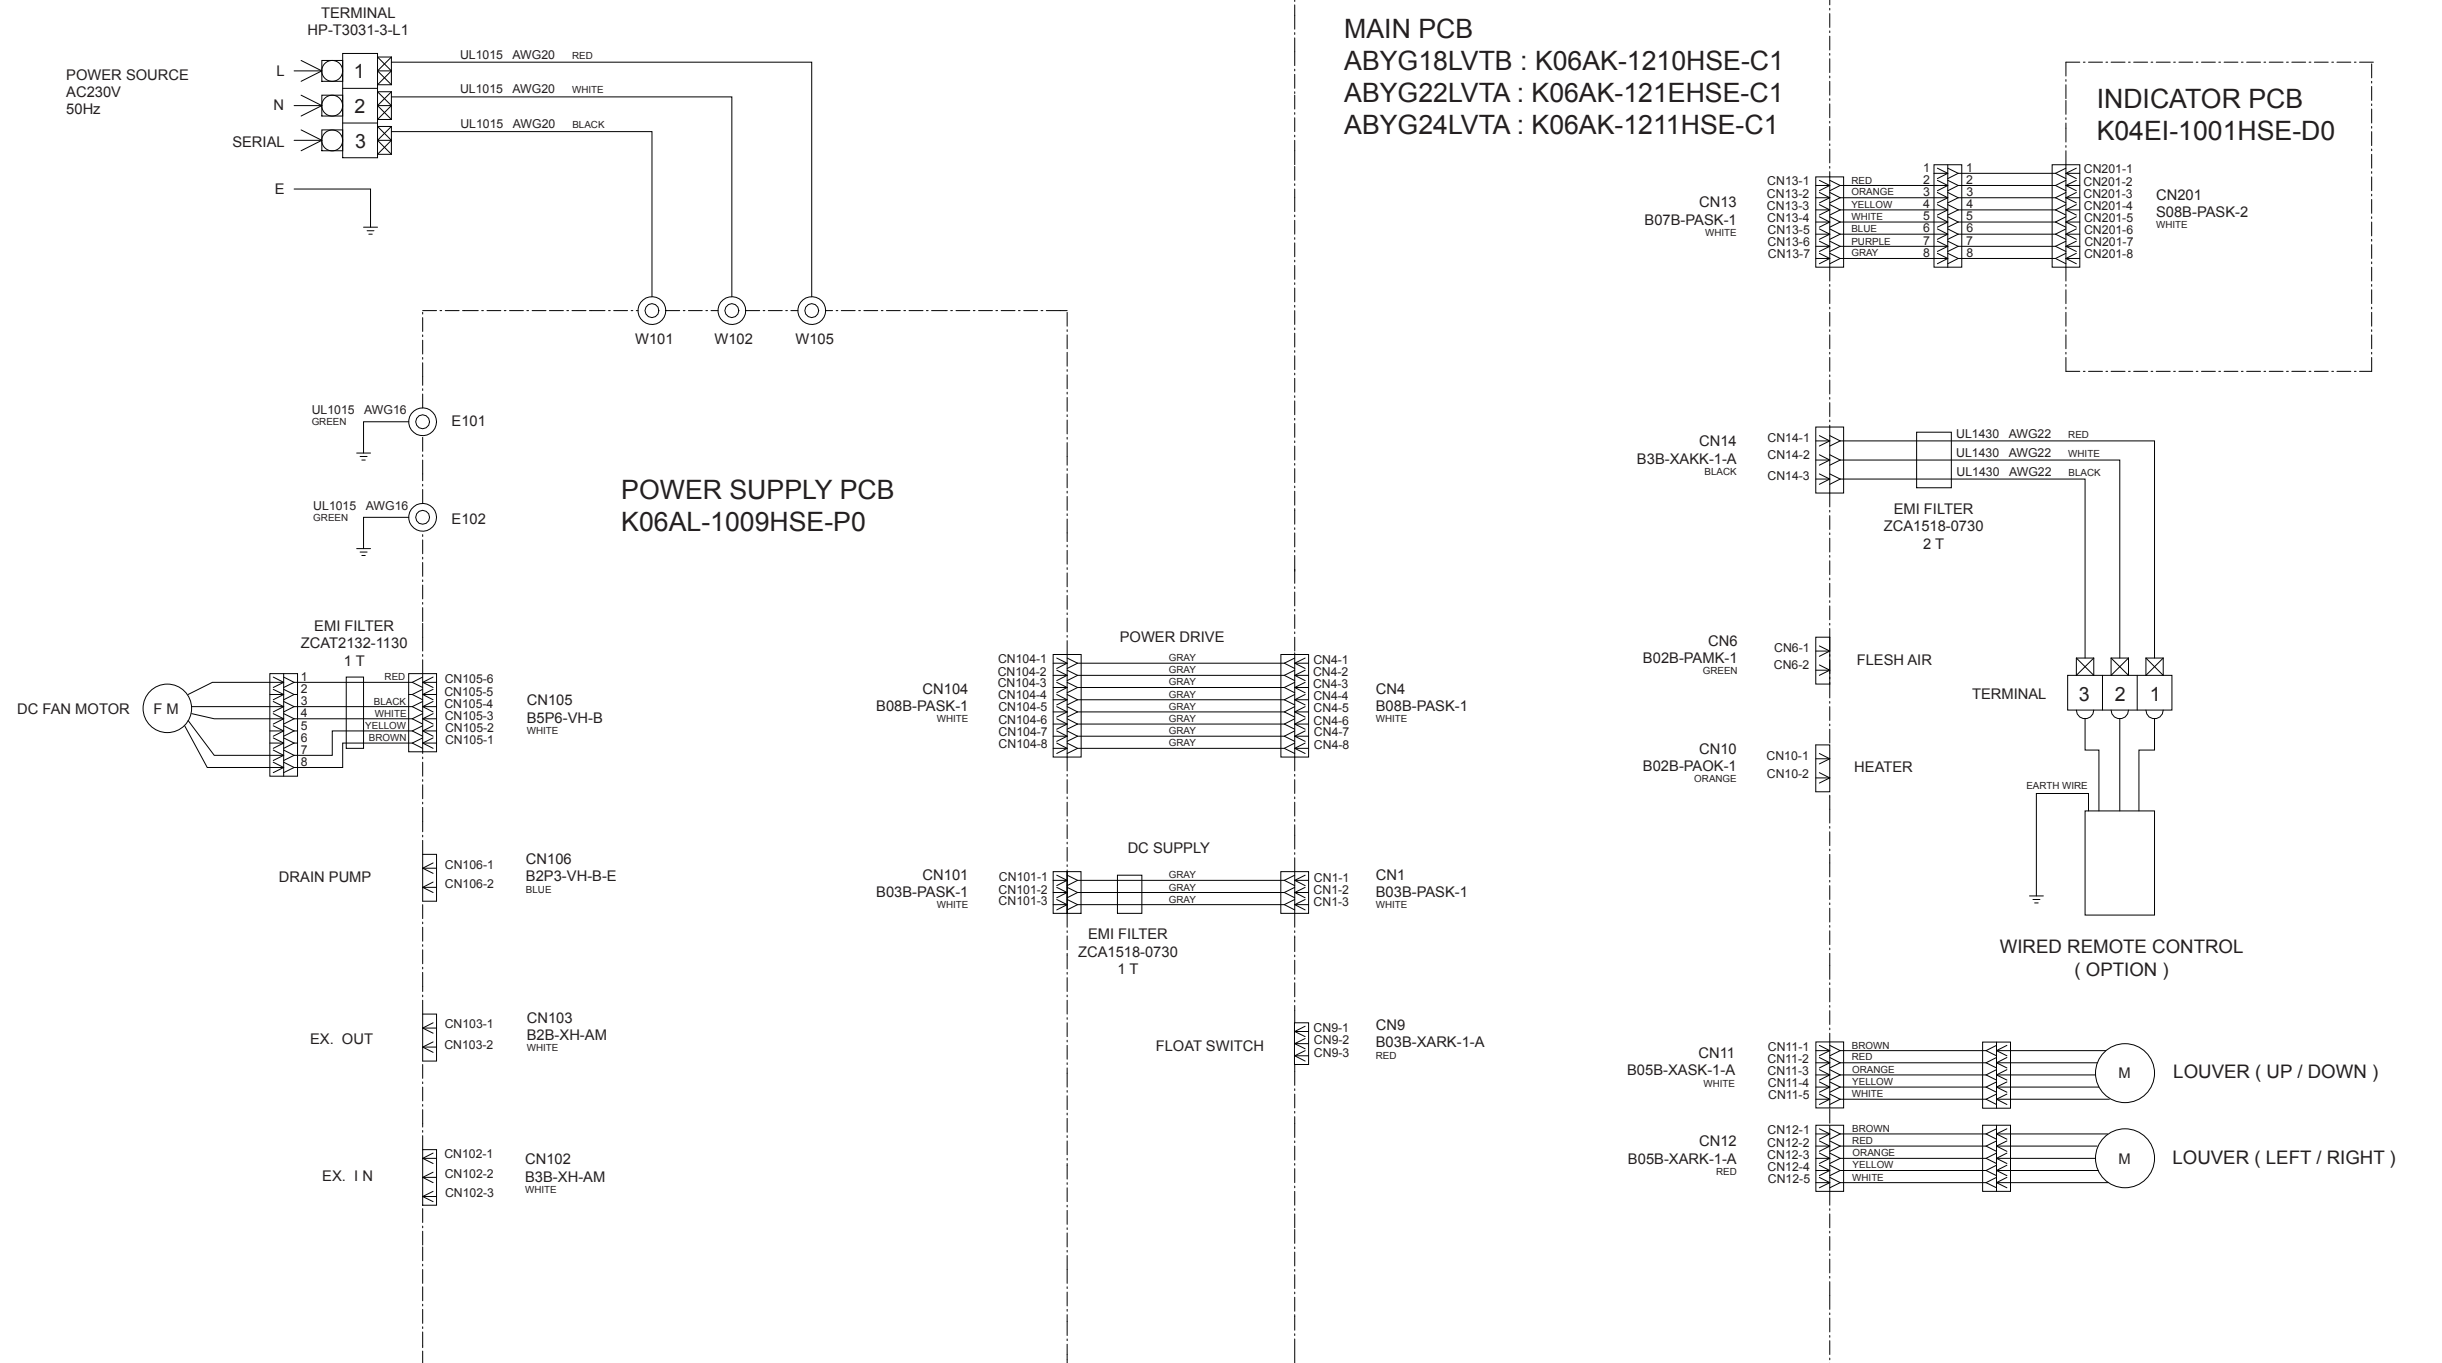 TERMINAL
HP-T3031-3-L1
POWER SOURCE
AC230V
50Hz
L 1 UL1015 AWG20 RED
N 2 UL1015 AWG20 WHITE
SERIAL 3 UL1015 AWG20 BLACK
E
W101 W102 W105
UL1015 AWG16
GREEN
E101
UL1015 AWG16
GREEN
E102
POWER SUPPLY PCB
K06AL-1009HSE-P0
EMI FILTER
ZCAT2132-1130
1 T
DC FAN MOTOR
F M
1
2
3
4
5
6
7
8
RED
BLACK
WHITE
YELLOW
BROWN
CN105-6
CN105-5
CN105-4
CN105-3
CN105-2
CN105-1
CN105
B5P6-VH-B
WHITE
DRAIN PUMP
CN106-1
CN106-2
CN106
B2P3-VH-B-E
BLUE
EX. OUT
CN103-1
CN103-2
CN103
B2B-XH-AM
WHITE
EX. I N
CN102-1
CN102-2
CN102-3
CN102
B3B-XH-AM
WHITE
POWER DRIVE
CN104
B08B-PASK-1
WHITE
CN104-1 GRAY CN4-1
CN104-2 GRAY CN4-2
CN104-3 GRAY CN4-3
CN104-4 GRAY CN4-4
CN104-5 GRAY CN4-5
CN104-6 GRAY CN4-6
CN104-7 GRAY CN4-7
CN104-8 GRAY CN4-8
CN4
B08B-PASK-1
WHITE
DC SUPPLY
CN101
B03B-PASK-1
WHITE
CN101-1 GRAY CN1-1
CN101-2 GRAY CN1-2
CN101-3 GRAY CN1-3
CN1
B03B-PASK-1
WHITE
EMI FILTER
ZCA1518-0730
1 T
FLOAT SWITCH
CN9-1
CN9-2
CN9-3
CN9
B03B-XARK-1-A
RED
MAIN PCB
ABYG18LVTB : K06AK-1210HSE-C1
ABYG22LVTA : K06AK-121EHSE-C1
ABYG24LVTA : K06AK-1211HSE-C1
INDICATOR PCB
K04EI-1001HSE-D0
CN13
B07B-PASK-1
WHITE
1 1 CN201-1
CN13-1 RED 2 2 CN201-2
CN13-2 ORANGE 3 3 CN201-3
CN13-3 YELLOW 4 4 CN201-4
CN13-4 WHITE 5 5 CN201-5
CN13-5 BLUE 6 6 CN201-6
CN13-6 PURPLE 7 7 CN201-7
CN13-7 GRAY 8 8 CN201-8
CN201
S08B-PASK-2
WHITE
CN14
B3B-XAKK-1-A
BLACK
CN14-1 UL1430 AWG22 RED
CN14-2 UL1430 AWG22 WHITE
CN14-3 UL1430 AWG22 BLACK
EMI FILTER
ZCA1518-0730
2 T
CN6
B02B-PAMK-1
GREEN
CN6-1
CN6-2
FLESH AIR
TERMINAL 3 2 1
CN10
B02B-PAOK-1
ORANGE
CN10-1
CN10-2
HEATER
EARTH WIRE
WIRED REMOTE CONTROL
( OPTION )
CN11
B05B-XASK-1-A
WHITE
CN11-1 BROWN
CN11-2 RED
CN11-3 ORANGE
CN11-4 YELLOW
CN11-5 WHITE
M LOUVER ( UP / DOWN )
CN12
B05B-XARK-1-A
RED
CN12-1 BROWN
CN12-2 RED
CN12-3 ORANGE
CN12-4 YELLOW
CN12-5 WHITE
M LOUVER ( LEFT / RIGHT )